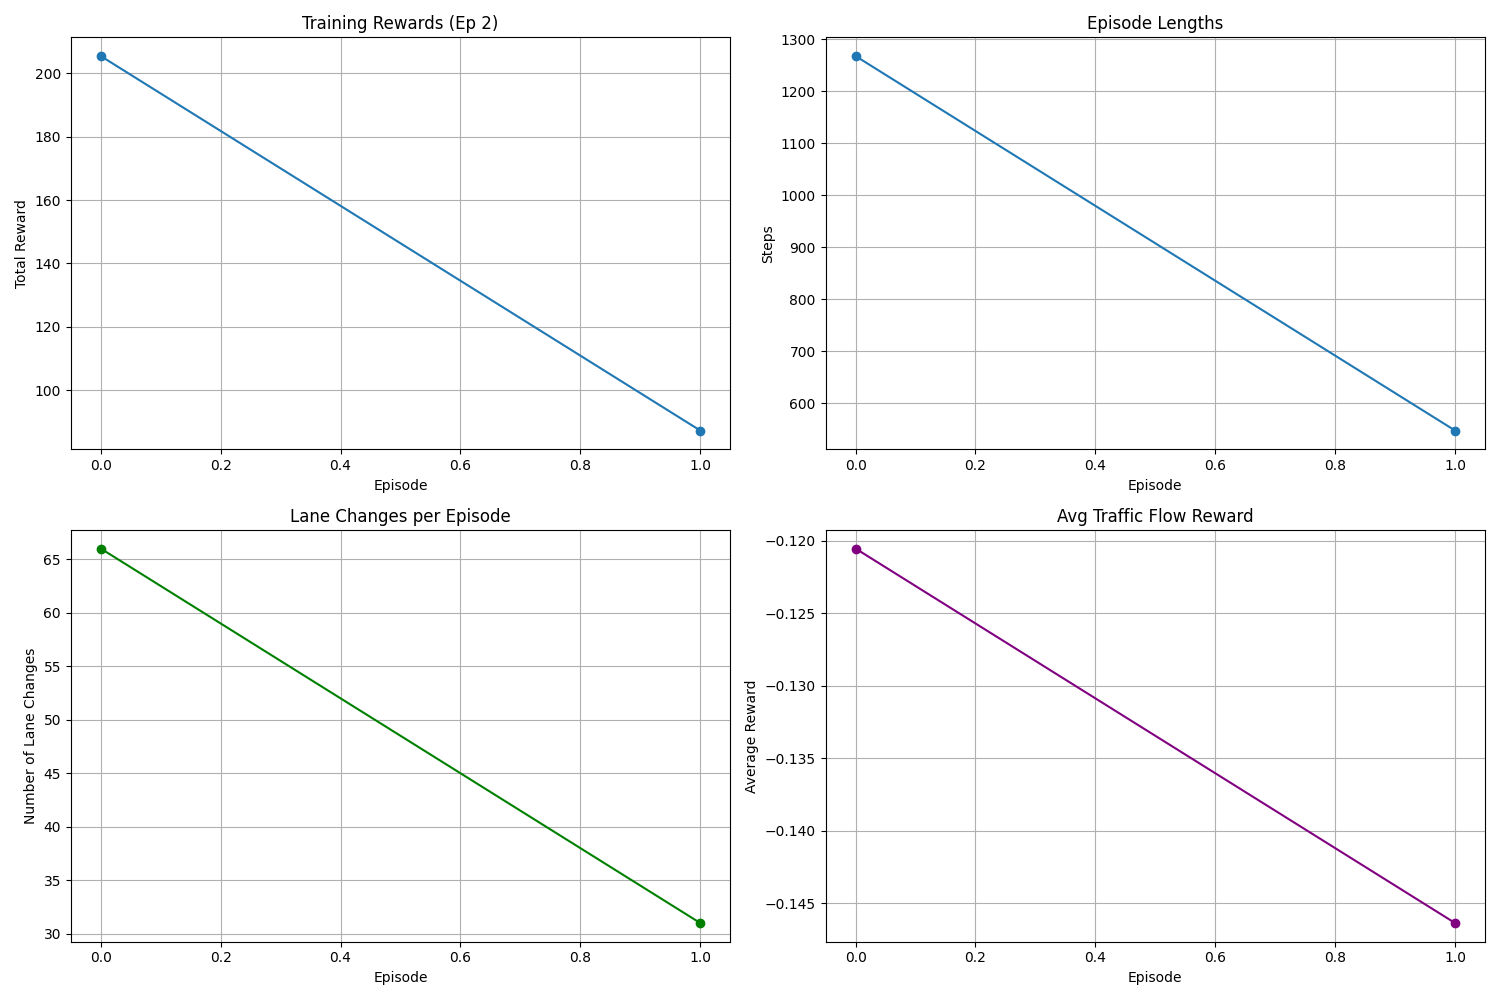 Training Rewards (Ep 2)
200
180
160
140
120
100
Total Reward
0.0 0.2 0.4 0.6 0.8 1.0
Episode
Episode Lengths
1300
1200
1100
1000
900
800
700
600
Steps
0.0 0.2 0.4 0.6 0.8 1.0
Episode
Lane Changes per Episode
65
60
55
50
45
40
35
30
Number of Lane Changes
0.0 0.2 0.4 0.6 0.8 1.0
Episode
Avg Traffic Flow Reward
−0.120
−0.125
−0.130
−0.135
−0.140
−0.145
Average Reward
0.0 0.2 0.4 0.6 0.8 1.0
Episode